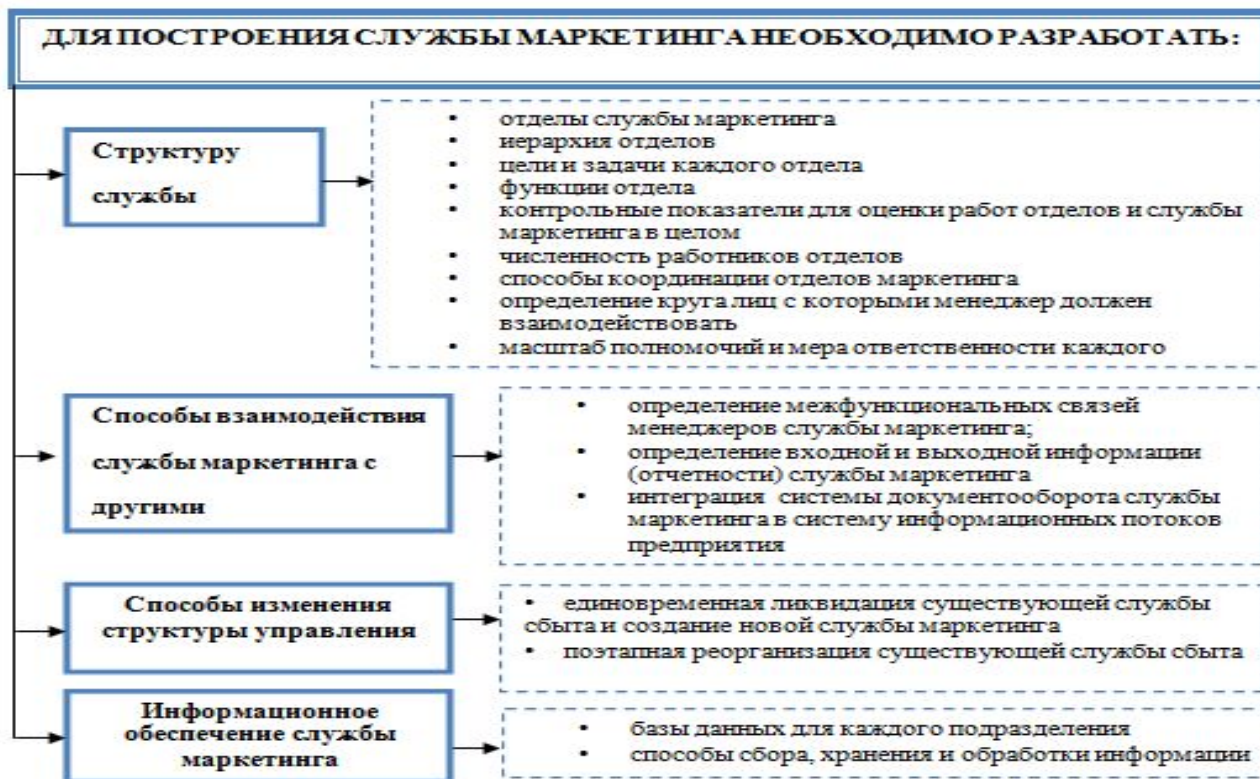 ДЛЯ ПОСТРОЕНИЯ СЛУЖБЫ МАРКЕТИНГА НЕОБХОДИМО РАЗРАБОТАТЬ:
Структуру
службы
• отделы службы маркетинга
• иерархия отделов
• цели и задачи каждого отдела
• функции отдела
• контрольные показатели для оценки работ отделов и службы
маркетинга в целом
• численность работников отделов
• способы координации отделов маркетинга
• определение круга лиц с которыми менеджер должен
взаимодействовать
• масштаб полномочий и мера ответственности каждого
Способы взаимодействия
службы маркетинга с
другими
• определение межфункциональных связей
менеджеров службы маркетинга;
• определение входной и выходной информации
(отчетности) службы маркетинга
• интеграция системы документооборота службы
маркетинга в систему информационных потоков
предприятия
Способы изменения
структуры управления
• единовременная ликвидация существующей службы
сбыта и создание новой службы маркетинга
• поэтапная реорганизация существующей службы сбыта
Информационное
обеспечение службы
маркетинга
• базы данных для каждого подразделения
• способы сбора, хранения и обработки информации